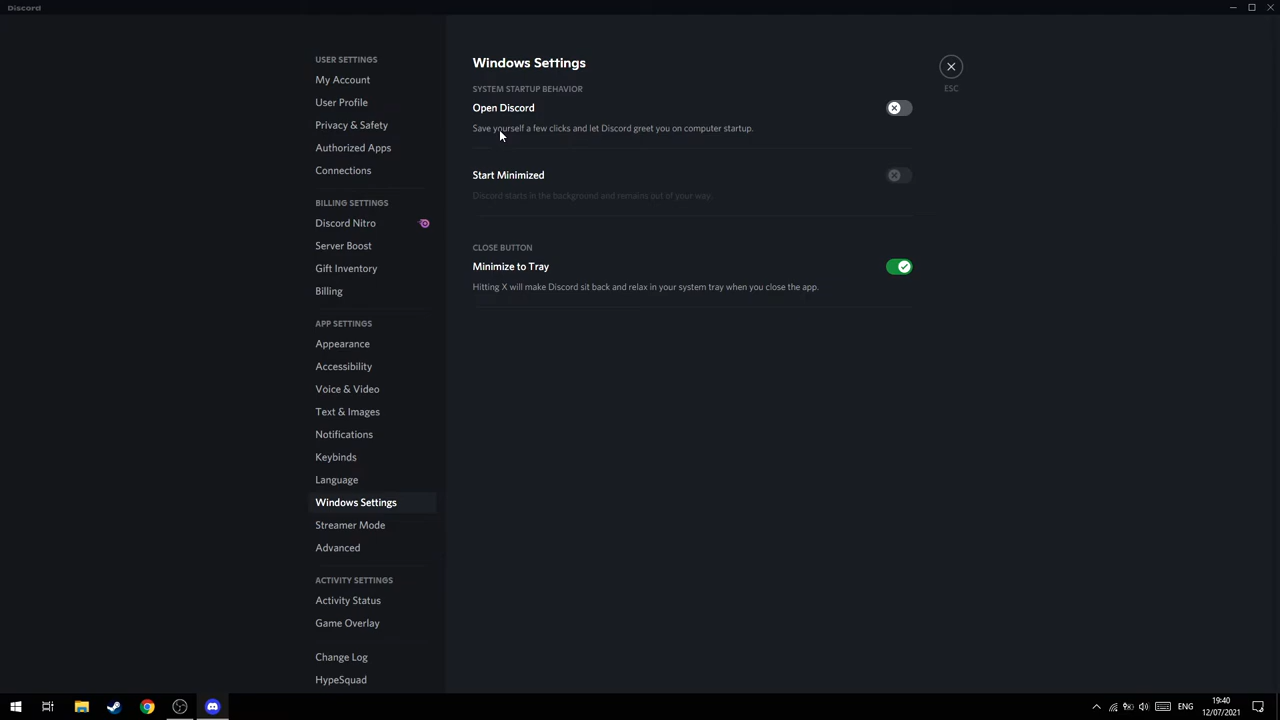 Discord
USER SETTINGS
My Account
User Profile
Privacy & Safety
Authorized Apps
Connections
BILLING SETTINGS
Discord Nitro
Server Boost
Gift Inventory
Billing
APP SETTINGS
Appearance
Accessibility
Voice & Video
Text & Images
Notifications
Keybinds
Language
Windows Settings
Streamer Mode
Advanced
ACTIVITY SETTINGS
Activity Status
Game Overlay
Change Log
HypeSquad
Windows Settings
SYSTEM STARTUP BEHAVIOR
Open Discord
Save yourself a few clicks and let Discord greet you on computer startup.
Start Minimized
Discord starts in the background and remains out of your way.
CLOSE BUTTON
Minimize to Tray
Hitting X will make Discord sit back and relax in your system tray when you close the app.
ESC
ENG
19:40
12/07/2021